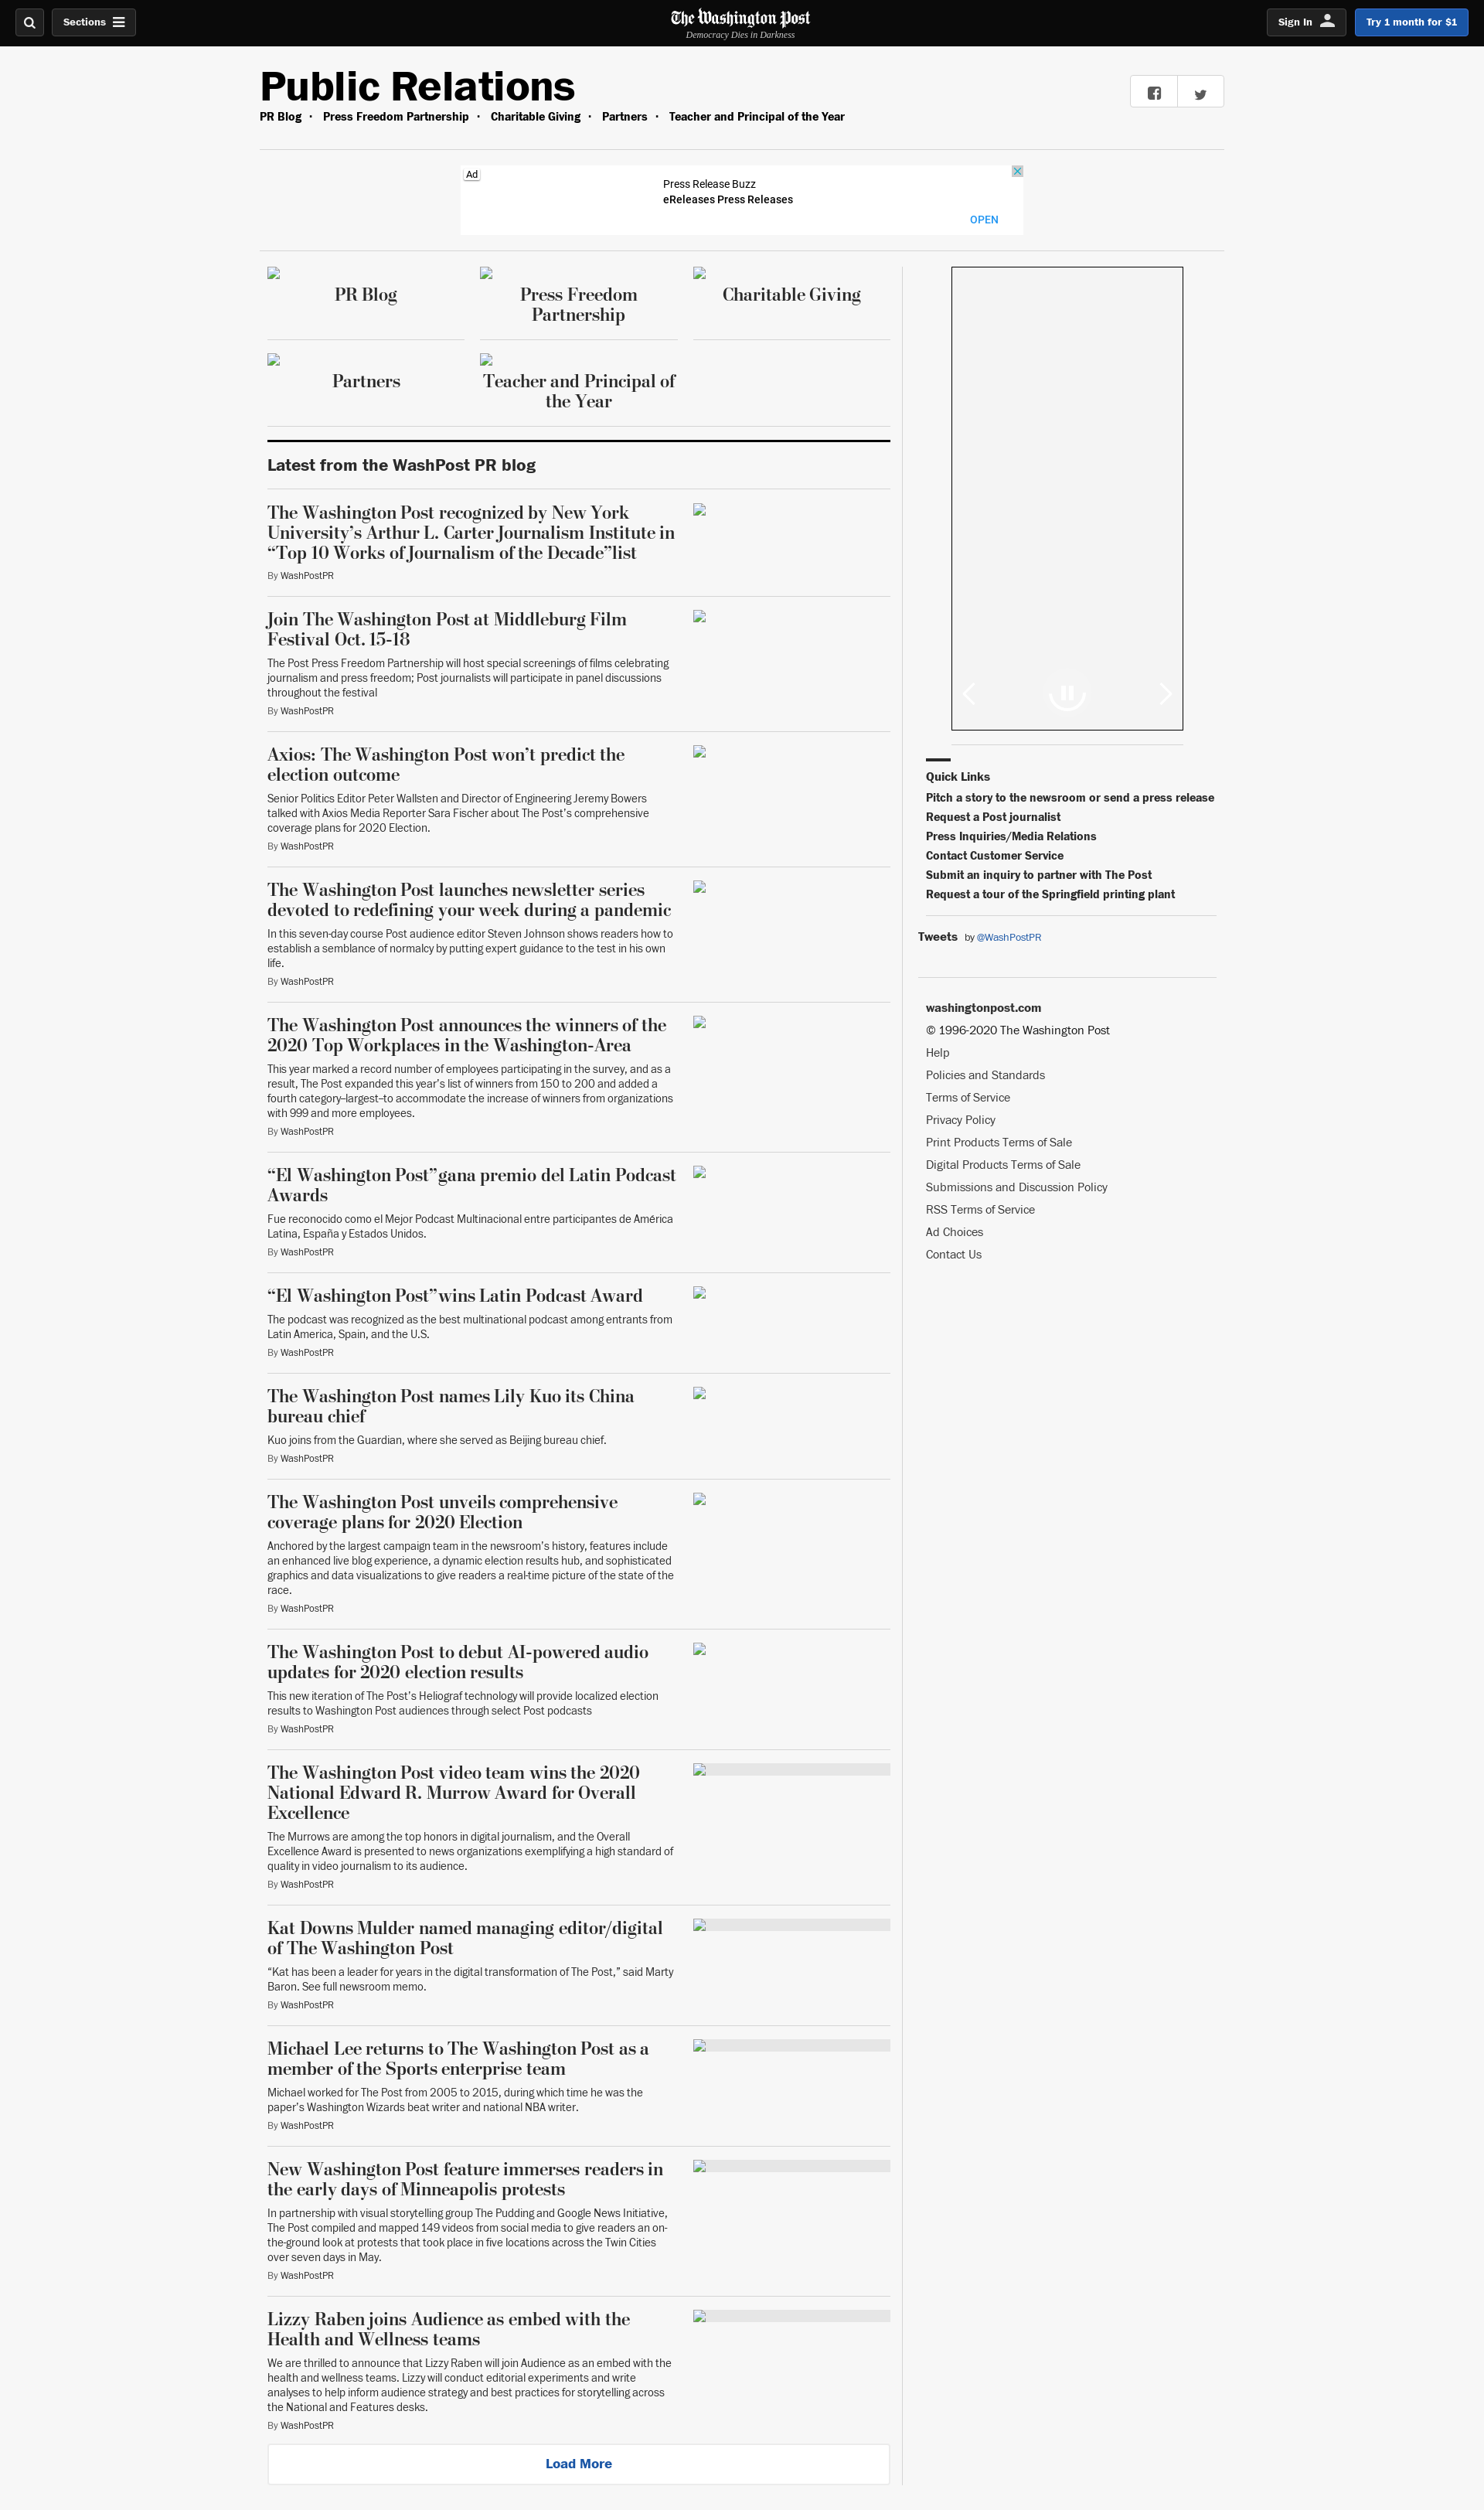 Sections
The Washington Post
Democracy Dies in Darkness
Sign In
Try 1 month for $1
Public Relations
PR Blog • Press Freedom Partnership • Charitable Giving • Partners • Teacher and Principal of the Year
Ad
Press Release Buzz
eReleases Press Releases
OPEN
PR Blog
Press Freedom
Partnership
Charitable Giving
Partners
Teacher and Principal of
the Year
Latest from the WashPost PR blog
The Washington Post recognized by New York
University’s Arthur L. Carter Journalism Institute in
“Top 10 Works of Journalism of the Decade” list
By WashPostPR
Join The Washington Post at Middleburg Film
Festival Oct. 15-18
The Post Press Freedom Partnership will host special screenings of films celebrating
journalism and press freedom; Post journalists will participate in panel discussions
throughout the festival
By WashPostPR
Axios: The Washington Post won’t predict the
election outcome
Senior Politics Editor Peter Wallsten and Director of Engineering Jeremy Bowers
talked with Axios Media Reporter Sara Fischer about The Post’s comprehensive
coverage plans for 2020 Election.
By WashPostPR
The Washington Post launches newsletter series
devoted to redefining your week during a pandemic
In this seven-day course Post audience editor Steven Johnson shows readers how to
establish a semblance of normalcy by putting expert guidance to the test in his own
life.
By WashPostPR
The Washington Post announces the winners of the
2020 Top Workplaces in the Washington-Area
This year marked a record number of employees participating in the survey, and as a
result, The Post expanded this year’s list of winners from 150 to 200 and added a
fourth category–largest–to accommodate the increase of winners from organizations
with 999 and more employees.
By WashPostPR
“El Washington Post” gana premio del Latin Podcast
Awards
Fue reconocido como el Mejor Podcast Multinacional entre participantes de América
Latina, España y Estados Unidos.
By WashPostPR
“El Washington Post” wins Latin Podcast Award
The podcast was recognized as the best multinational podcast among entrants from
Latin America, Spain, and the U.S.
By WashPostPR
The Washington Post names Lily Kuo its China
bureau chief
Kuo joins from the Guardian, where she served as Beijing bureau chief.
By WashPostPR
The Washington Post unveils comprehensive
coverage plans for 2020 Election
Anchored by the largest campaign team in the newsroom’s history, features include
an enhanced live blog experience, a dynamic election results hub, and sophisticated
graphics and data visualizations to give readers a real-time picture of the state of the
race.
By WashPostPR
The Washington Post to debut AI-powered audio
updates for 2020 election results
This new iteration of The Post’s Heliograf technology will provide localized election
results to Washington Post audiences through select Post podcasts
By WashPostPR
The Washington Post video team wins the 2020
National Edward R. Murrow Award for Overall
Excellence
The Murrows are among the top honors in digital journalism, and the Overall
Excellence Award is presented to news organizations exemplifying a high standard of
quality in video journalism to its audience.
By WashPostPR
Kat Downs Mulder named managing editor/digital
of The Washington Post
“Kat has been a leader for years in the digital transformation of The Post,” said Marty
Baron. See full newsroom memo.
By WashPostPR
Michael Lee returns to The Washington Post as a
member of the Sports enterprise team
Michael worked for The Post from 2005 to 2015, during which time he was the
paper’s Washington Wizards beat writer and national NBA writer.
By WashPostPR
New Washington Post feature immerses readers in
the early days of Minneapolis protests
In partnership with visual storytelling group The Pudding and Google News Initiative,
The Post compiled and mapped 149 videos from social media to give readers an on-
the-ground look at protests that took place in five locations across the Twin Cities
over seven days in May.
By WashPostPR
Lizzy Raben joins Audience as embed with the
Health and Wellness teams
We are thrilled to announce that Lizzy Raben will join Audience as an embed with the
health and wellness teams. Lizzy will conduct editorial experiments and write
analyses to help inform audience strategy and best practices for storytelling across
the National and Features desks.
By WashPostPR
Load More
Quick Links
Pitch a story to the newsroom or send a press release
Request a Post journalist
Press Inquiries/Media Relations
Contact Customer Service
Submit an inquiry to partner with The Post
Request a tour of the Springfield printing plant
Tweets by @WashPostPR
washingtonpost.com
© 1996-2020 The Washington Post
Help
Policies and Standards
Terms of Service
Privacy Policy
Print Products Terms of Sale
Digital Products Terms of Sale
Submissions and Discussion Policy
RSS Terms of Service
Ad Choices
Contact Us